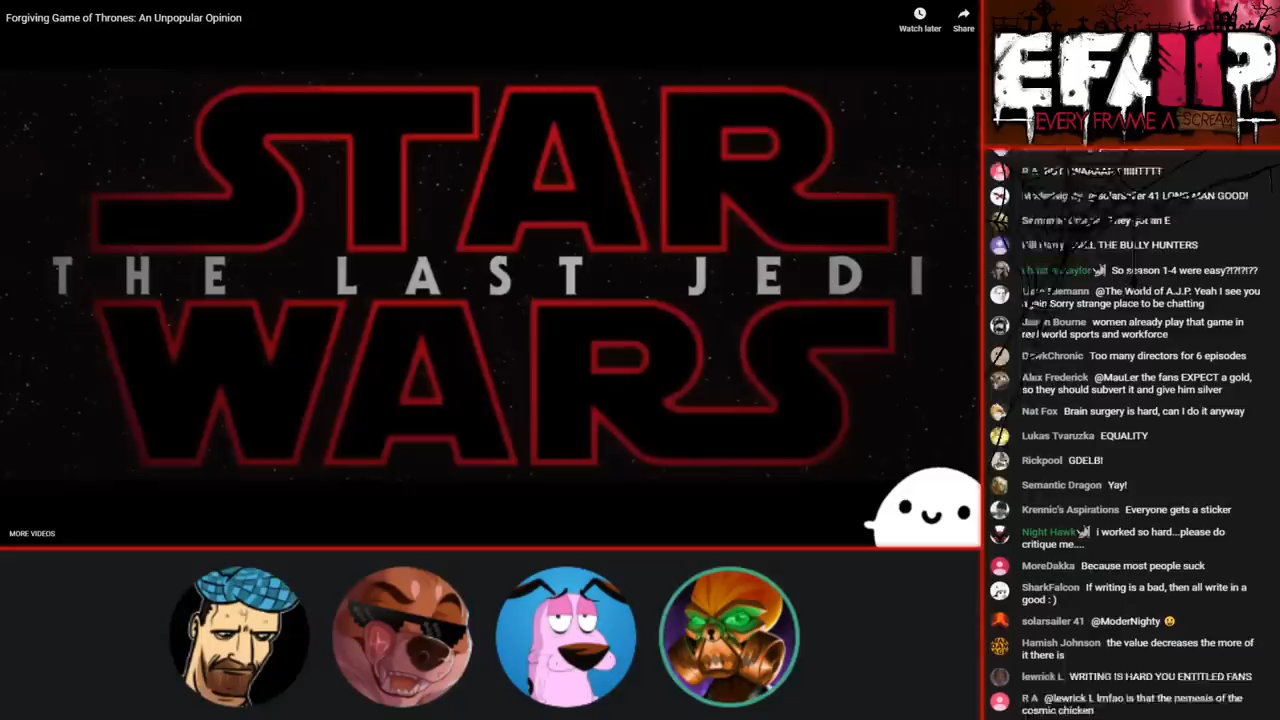 Forgiving Game of Thrones: An Unpopular Opinion
Watch later
Share
STAR
THE LAST JEDI
WARS
MORE VIDEOS
EFAP
EVERY FRAME A SCREAM
41 LONG MAN GOOD!
an E
THE BULLY HUNTERS
So season 1-4 were easy?!?!?!??
@The World of A.J.P. Yeah I see you
again Sorry strange place to be chatting
Bourne women already play that game in
real world sports and workforce
Too many directors for 6 episodes
Alex Frederick @MauLer the fans EXPECT a gold,
so they should subvert it and give him silver
Nat Fox Brain surgery is hard, can I do it anyway
Lukas Tvaruzka EQUALITY
Rickpool GDELB!
Semantic Dragon Yay!
Krennic's Aspirations Everyone gets a sticker
Night Hawk i worked so hard...please do
critique me....
MoreDakka Because most people suck
SharkFalcon If writing is a bad, then all write in a
good : )
solarsailer 41 @ModerNighty
Hamish Johnson the value decreases the more of
it there is
lewrick L WRITING IS HARD YOU ENTITLED FANS
R A @lewrick L lmfao is that the nemesis of the
cosmic chicken